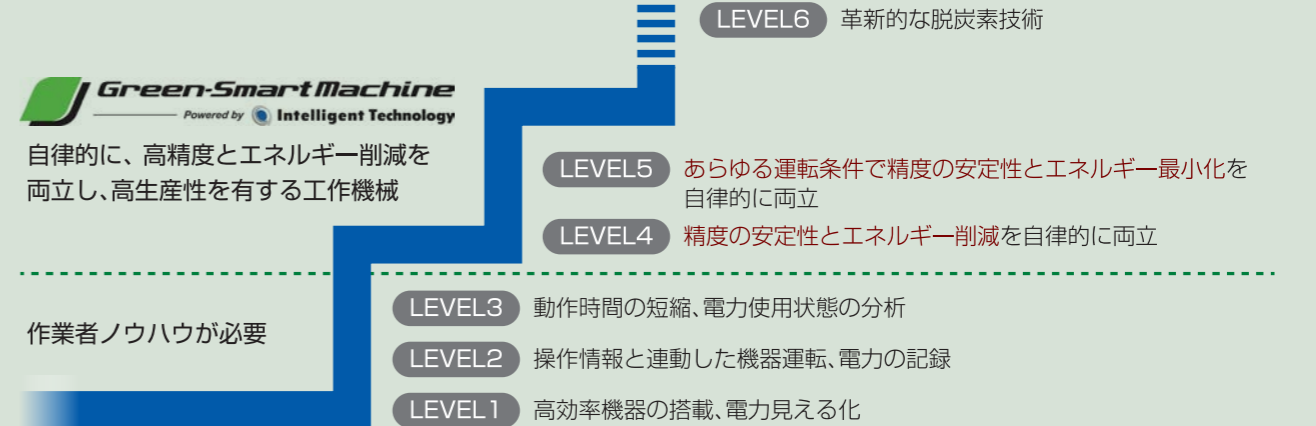 LEVEL6 革新的な脱炭素技術
Green-Smart Machine
Powered by Intelligent Technology
自律的に、高精度とエネルギー削減を
両立し、高生産性を有する工作機械
LEVEL5 あらゆる運転条件で精度の安定性とエネルギー最小化を
自律的に両立
LEVEL4 精度の安定性とエネルギー削減を自律的に両立
作業者ノウハウが必要
LEVEL3 動作時間の短縮、電力使用状態の分析
LEVEL2 操作情報と連動した機器運転、電力の記録
LEVEL1 高効率機器の搭載、電力見える化